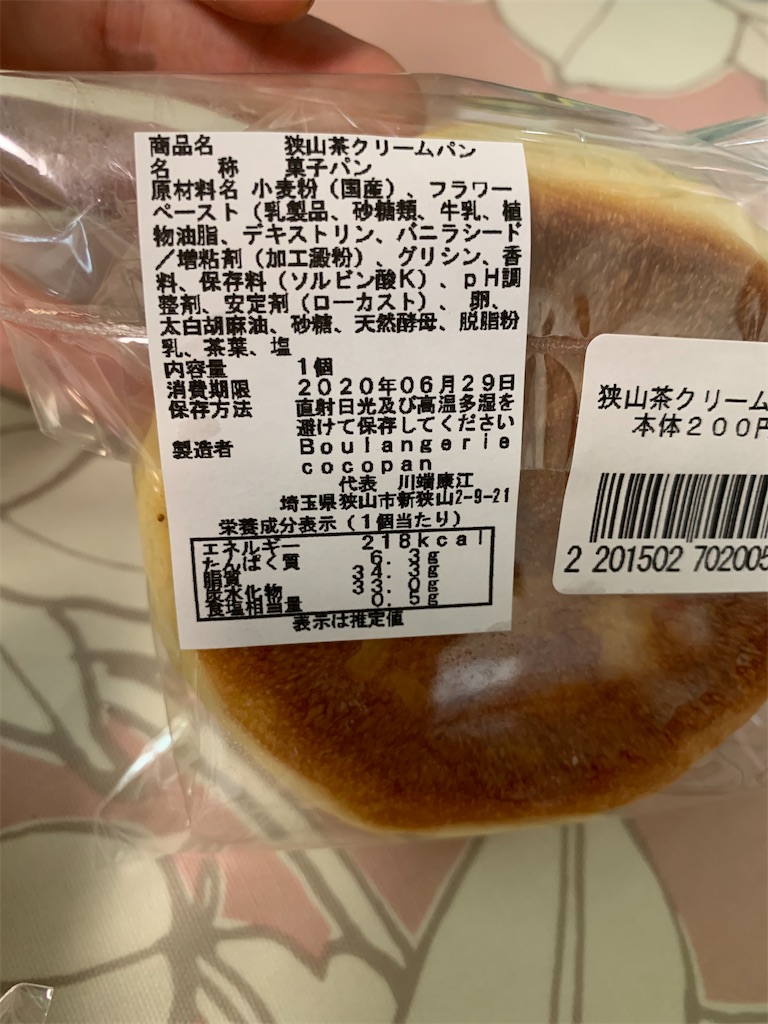 商品名 狭山茶クリームパン
名 称 菓子パン
原材料名 小麦粉（国産）、フラワー
ペースト（乳製品、砂糖類、牛乳、植
物油脂、デキストリン、バニラシード
／増粘剤（加工澱粉）、グリシン、香
料、保存料（ソルビン酸K）、pH調
整剤、安定剤（ローカスト）、 卵、
太白胡麻油、砂糖、天然酵母、脱脂粉
乳、茶葉、塩
内容量 1個
消費期限 2020年06月29日
保存方法 直射日光及び高温多湿を
避けて保存してください
製造者 Boulangerie
cocopan
代表 川端康江
埼玉県狭山市新狭山2-9-21
栄養成分表示（1個当たり）
エネルギー 218kcal
たんぱく質 6.3g
脂質 34.3g
炭水化物 33.0g
食塩相当量 0.5g
表示は推定値
狭山茶クリーム
本体200円
2 201502 702005